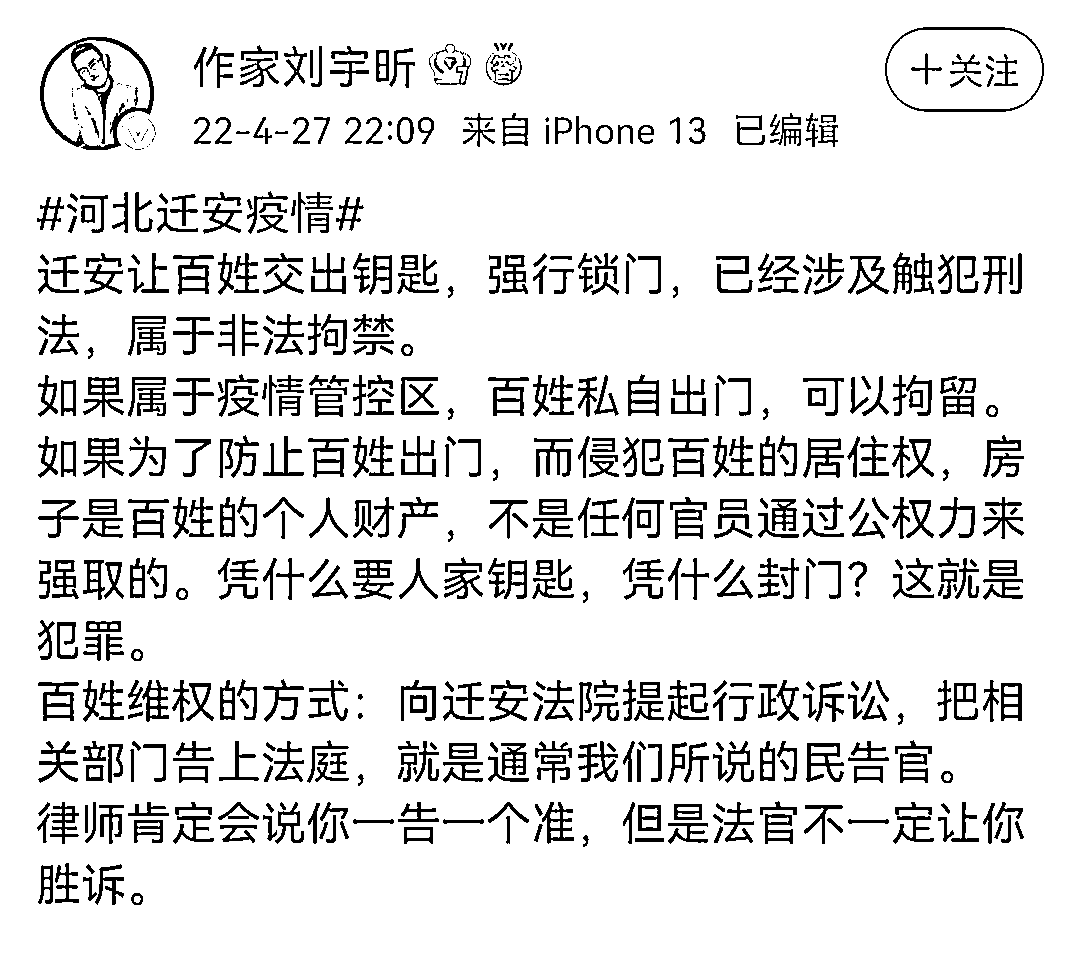 作家刘宇昕
+关注
22-4-27 22:09 来自 iPhone 13 已编辑
#河北迁安疫情#
迁安让百姓交出钥匙，强行锁门，已经涉及触犯刑
法，属于非法拘禁。
如果属于疫情管控区，百姓私自出门，可以拘留。
如果为了防止百姓出门，而侵犯百姓的居住权，房
子是百姓的个人财产，不是任何官员通过公权力来
强取的。凭什么要人家钥匙，凭什么封门？这就是
犯罪。
百姓维权的方式：向迁安法院提起行政诉讼，把相
关部门告上法庭，就是通常我们所说的民告官。
律师肯定会说你一告一个准，但是法官不一定让你
胜诉。